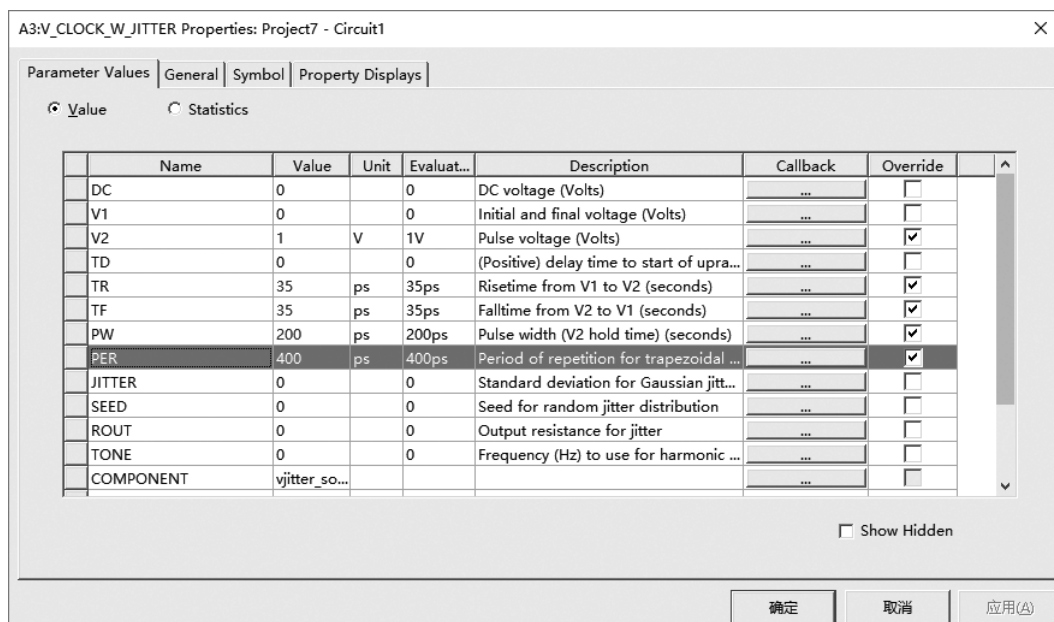 A3:V_CLOCK_W_JITTER Properties: Project7 - Circuit1
Parameter Values General Symbol Property Displays
Value Statistics
Name Value Unit Evaluat... Description Callback Override
DC 0 0 DC voltage (Volts) ...
V1 0 0 Initial and final voltage (Volts) ...
V2 1 V 1V Pulse voltage (Volts) ...
TD 0 0 (Positive) delay time to start of upra... ...
TR 35 ps 35ps Risetime from V1 to V2 (seconds) ...
TF 35 ps 35ps Falltime from V2 to V1 (seconds) ...
PW 200 ps 200ps Pulse width (V2 hold time) (seconds) ...
PER 400 ps 400ps Period of repetition for trapezoidal ... ...
JITTER 0 0 Standard deviation for Gaussian jitt... ...
SEED 0 0 Seed for random jitter distribution ...
ROUT 0 0 Output resistance for jitter ...
TONE 0 0 Frequency (Hz) to use for harmonic ... ...
COMPONENT vjitter_so... ...
Show Hidden
确定 取消 应用(A)